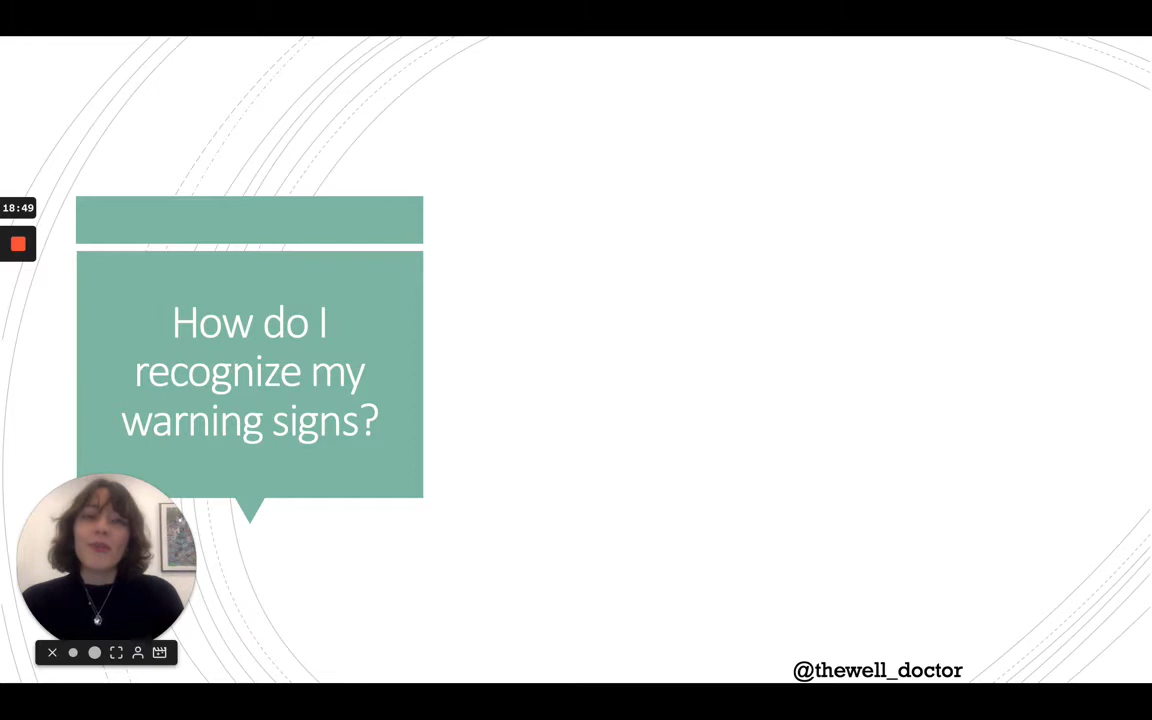 18:49
How do I
recognize my
warning signs?
@thewell_doctor